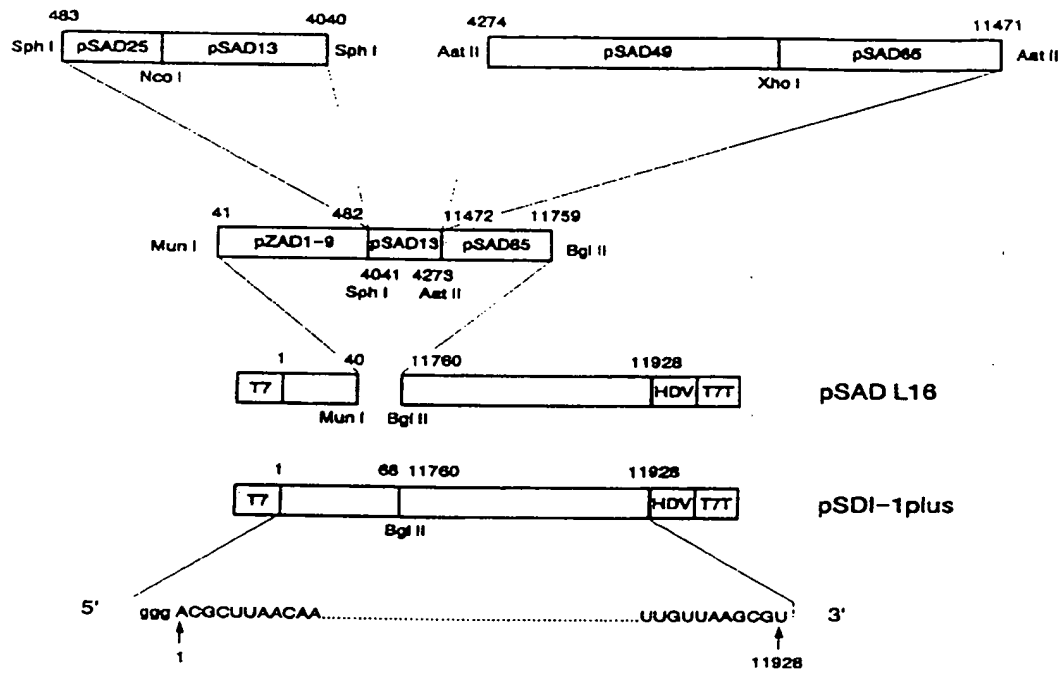 483 4040 4274 11471
Sph I pSAD25 pSAD13 Sph I Aat II pSAD49 pSAD65 Aat II
Nco I Xho I
41 482 11472 11759
Mun I pZAD1-9 pSAD13 pSAD65 Bgl II
4041 4273
Sph I Aat II
1 40 11760 11928
T7 HDV T7T pSAD L16
Mun I Bgl II
1 68 11760 11928
T7 HDV T7T pSDI-1plus
Bgl II
5' ggg ACGCUUAACAA UUGUUAAGCGU 3'
1 11928